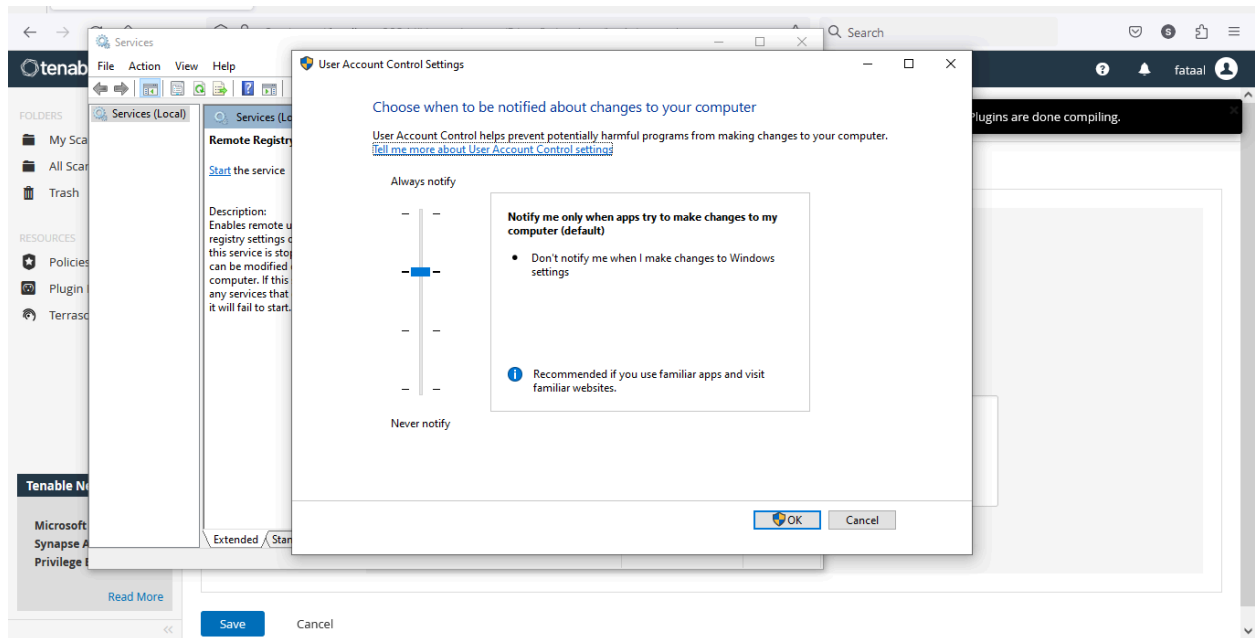 Search
fataal
Otenab
FOLDERS
My Sca
All Scan
Trash
RESOURCES
Policies
Plugin
Terrasc
Tenable Ne
Microsoft
Synapse A
Privilege E
Read More
Services
File Action View Help
Services (Local)
Services (Lo
Remote Registry
Start the service
Description:
Enables remote u
registry settings o
this service is stop
can be modified
computer. If this
any services that
it will fail to start.
Extended
Stan
User Account Control Settings
Choose when to be notified about changes to your computer
User Account Control helps prevent potentially harmful programs from making changes to your computer.
Tell me more about User Account Control settings
Always notify
Notify me only when apps try to make changes to my
computer (default)
• Don't notify me when I make changes to Windows
settings
Recommended if you use familiar apps and visit
familiar websites.
Never notify
OK Cancel
Plugins are done compiling.
Save Cancel